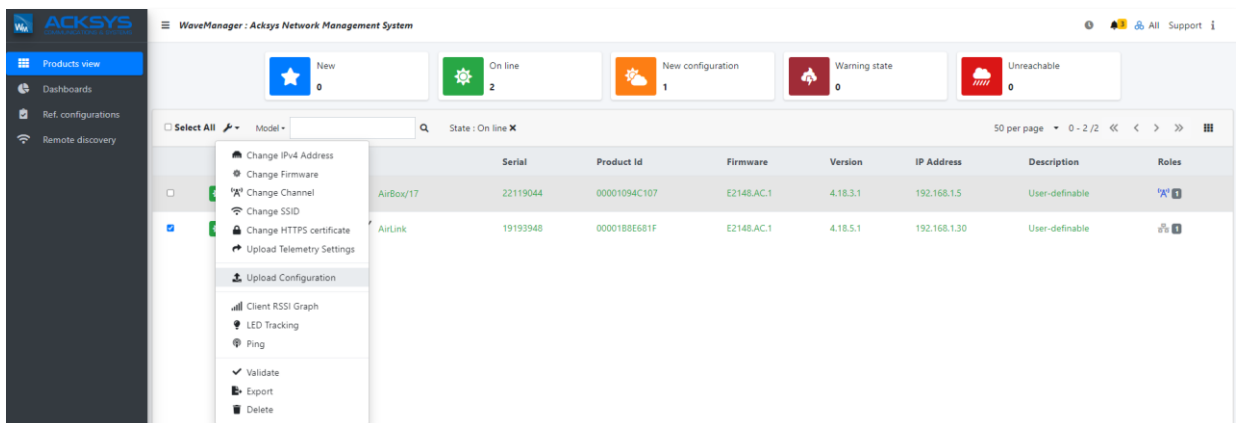 WM ACKSYS
WaveManager : Acksys Network Management System
3 All Support i
Products view
Dashboards
Ref. configurations
Remote discovery
New
0
On line
2
New configuration
1
Warning state
0
Unreachable
0
Select All Model State : On line ✖ 50 per page 0 - 2 /2
Serial Product Id Firmware Version IP Address Description Roles
AirBox/17 22119044 00001094C107 E2148.AC.1 4.18.3.1 192.168.1.5 User-definable 1
AirLink 19193948 00001B8E681F E2148.AC.1 4.18.5.1 192.168.1.30 User-definable 1
Change IPv4 Address
Change Firmware
Change Channel
Change SSID
Change HTTPS certificate
Upload Telemetry Settings
Upload Configuration
Client RSSI Graph
LED Tracking
Ping
Validate
Export
Delete